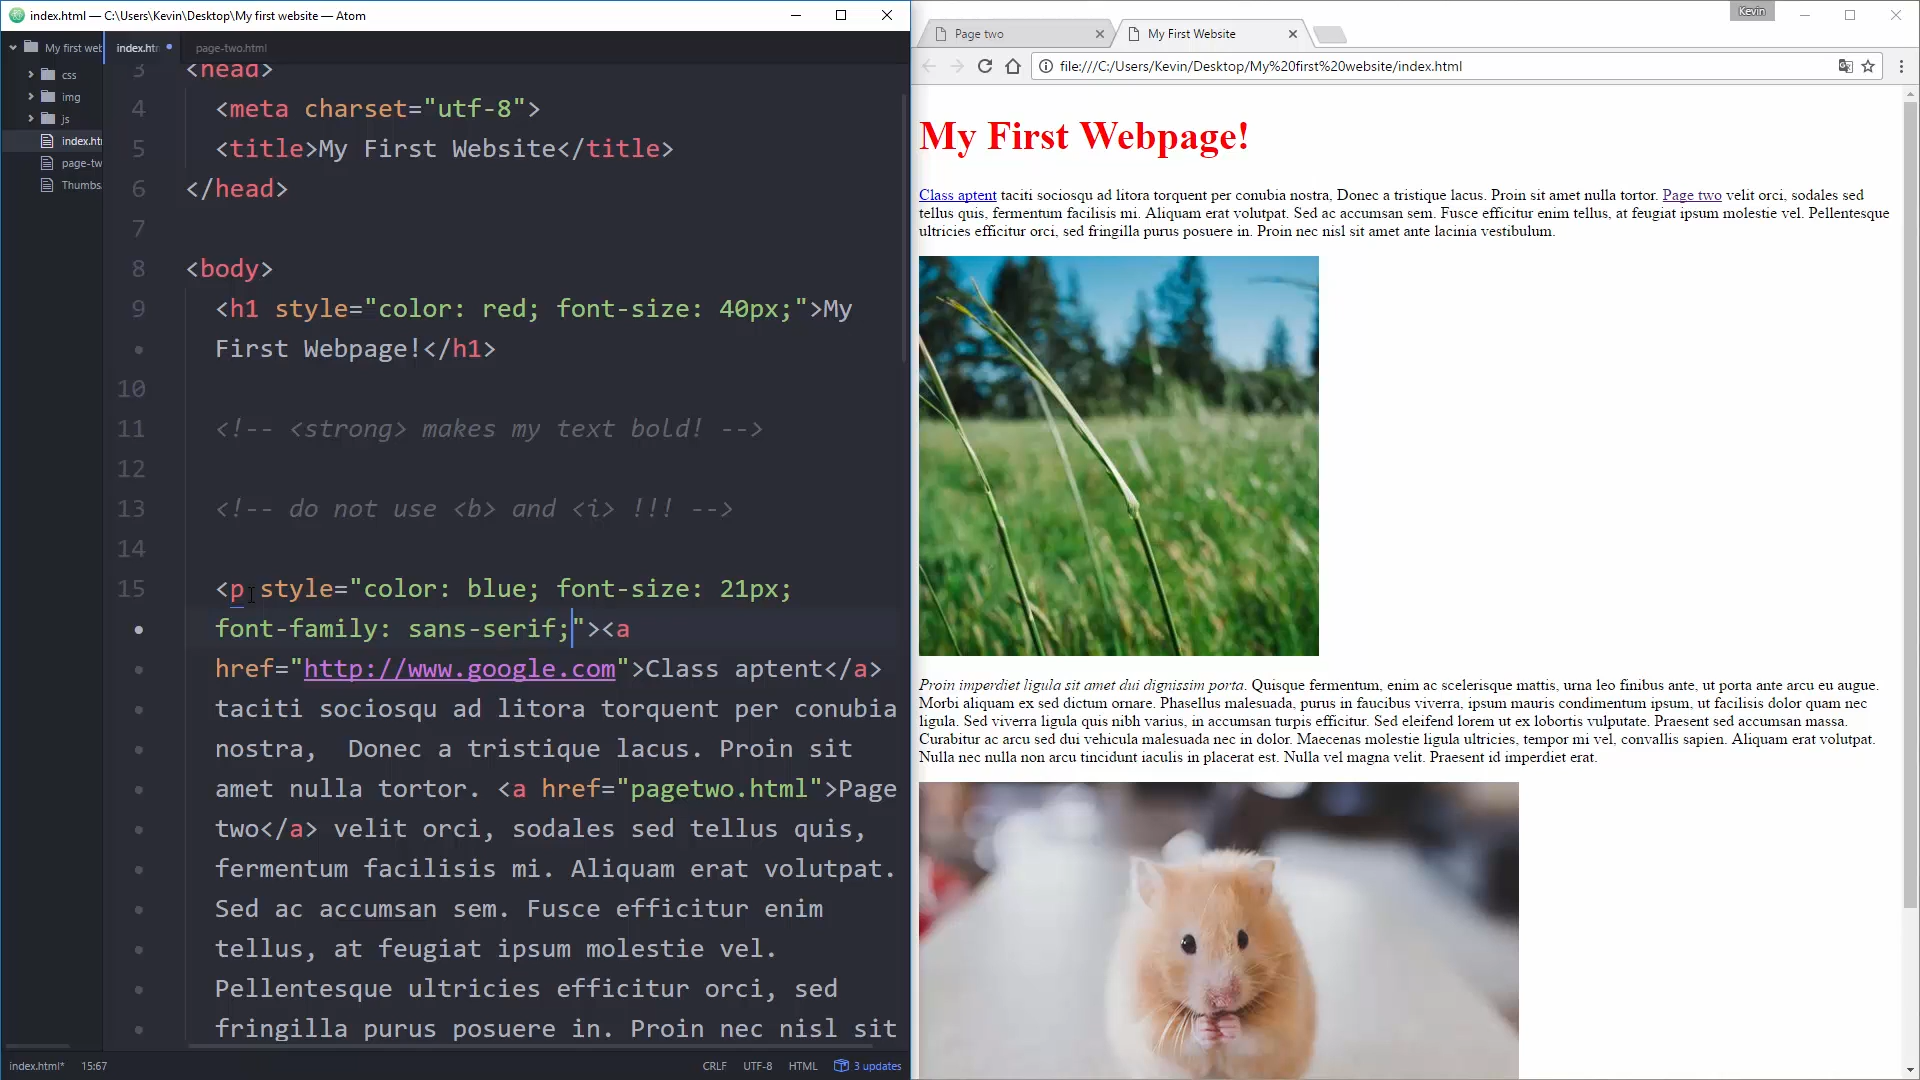 index.html — C:\Users\Kevin\Desktop\My first website — Atom
My first wel
css
img
js
index.ht
page-tw
Thumbs.
index.ht
page-two.html
3 <head>
4 <meta charset="utf-8">
5 <title>My First Website</title>
6 </head>
7
8 <body>
9 <h1 style="color: red; font-size: 40px;">My
First Webpage!</h1>
10
11 <!-- <strong> makes my text bold! -->
12
13 <!-- do not use <b> and <i> !!! -->
14
15 <p style="color: blue; font-size: 21px;
font-family: sans-serif;"><a
href="http://www.google.com">Class aptent</a>
taciti sociosqu ad litora torquent per conubia
nostra,  Donec a tristique lacus. Proin sit
amet nulla tortor. <a href="pagetwo.html">Page
two</a> velit orci, sodales sed tellus quis,
fermentum facilisis mi. Aliquam erat volutpat.
Sed ac accumsan sem. Fusce efficitur enim
tellus, at feugiat ipsum molestie vel.
Pellentesque ultricies efficitur orci, sed
fringilla purus posuere in. Proin nec nisl sit
index.html* 15:67 CRLF UTF-8 HTML 3 updates
Kevin
Page two
My First Website
file:///C:/Users/Kevin/Desktop/My%20first%20website/index.html
My First Webpage!
Class aptent taciti sociosqu ad litora torquent per conubia nostra, Donec a tristique lacus. Proin sit amet nulla tortor. Page two velit orci, sodales sed
tellus quis, fermentum facilisis mi. Aliquam erat volutpat. Sed ac accumsan sem. Fusce efficitur enim tellus, at feugiat ipsum molestie vel. Pellentesque
ultricies efficitur orci, sed fringilla purus posuere in. Proin nec nisl sit amet ante lacinia vestibulum.
Proin imperdiet ligula sit amet dui dignissim porta. Quisque fermentum, enim ac scelerisque mattis, urna leo finibus ante, ut porta ante arcu eu augue.
Morbi aliquam ex sed dictum ornare. Phasellus malesuada, purus in faucibus viverra, ipsum mauris condimentum ipsum, ut facilisis dolor quam nec
ligula. Sed viverra ligula quis nibh varius, in accumsan turpis efficitur. Sed eleifend lorem ut ex lobortis vulputate. Praesent sed accumsan massa.
Curabitur ac arcu sed dui vehicula malesuada nec in dolor. Maecenas molestie ligula ultricies, tempor mi vel, convallis sapien. Aliquam erat volutpat.
Nulla nec nulla non arcu tincidunt iaculis in placerat est. Nulla vel magna velit. Praesent id imperdiet erat.